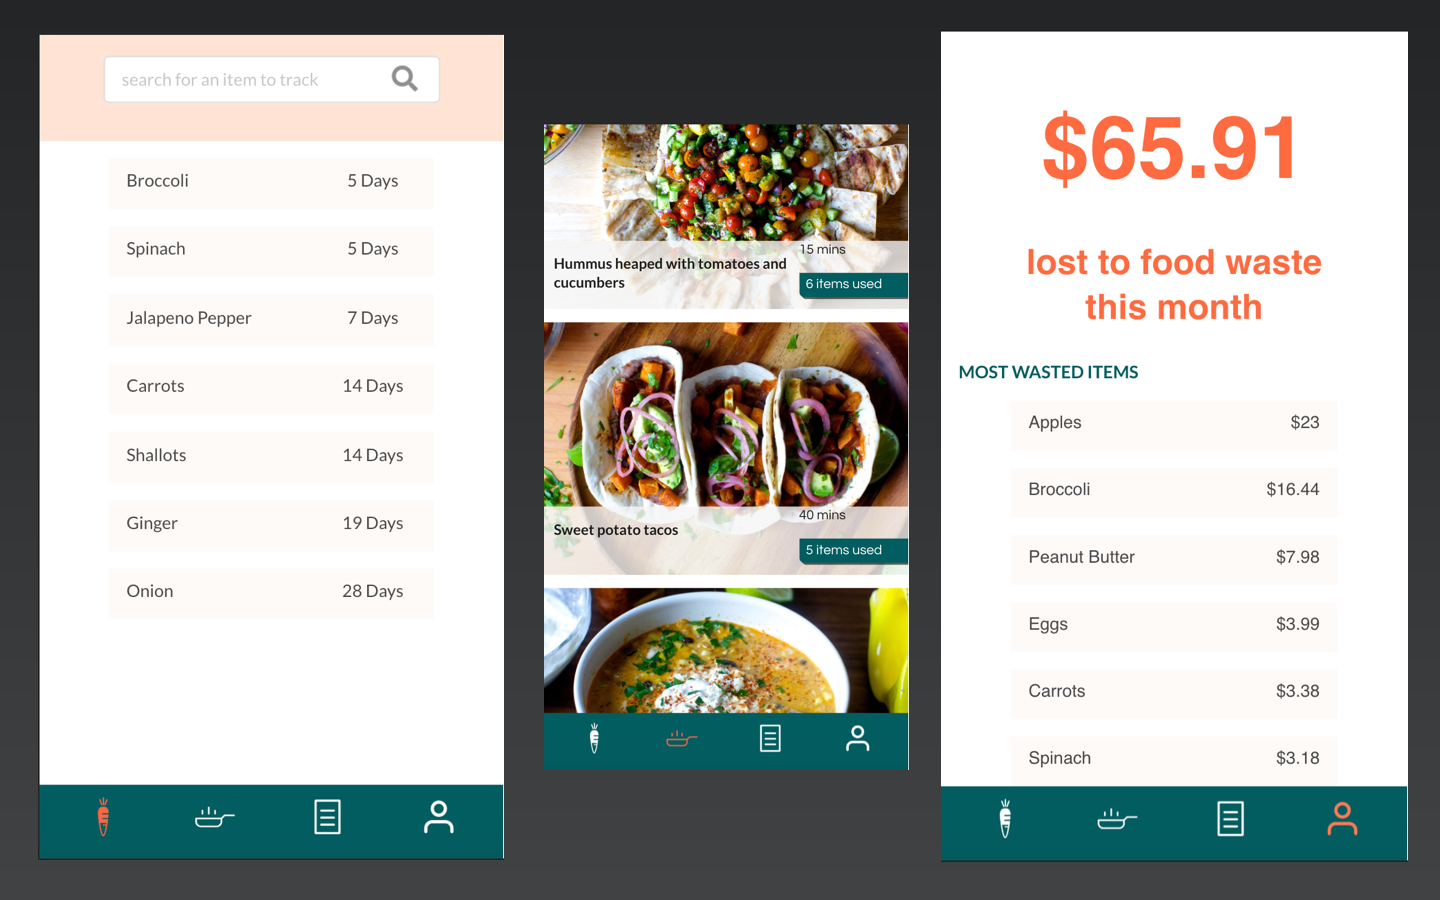 search for an item to track
Broccoli 5 Days
Spinach 5 Days
Jalapeno Pepper 7 Days
Carrots 14 Days
Shallots 14 Days
Ginger 19 Days
Onion 28 Days
15 mins
Hummus heaped with tomatoes and
cucumbers
6 items used
40 mins
Sweet potato tacos
5 items used
$65.91
lost to food waste
this month
MOST WASTED ITEMS
Apples $23
Broccoli $16.44
Peanut Butter $7.98
Eggs $3.99
Carrots $3.38
Spinach $3.18